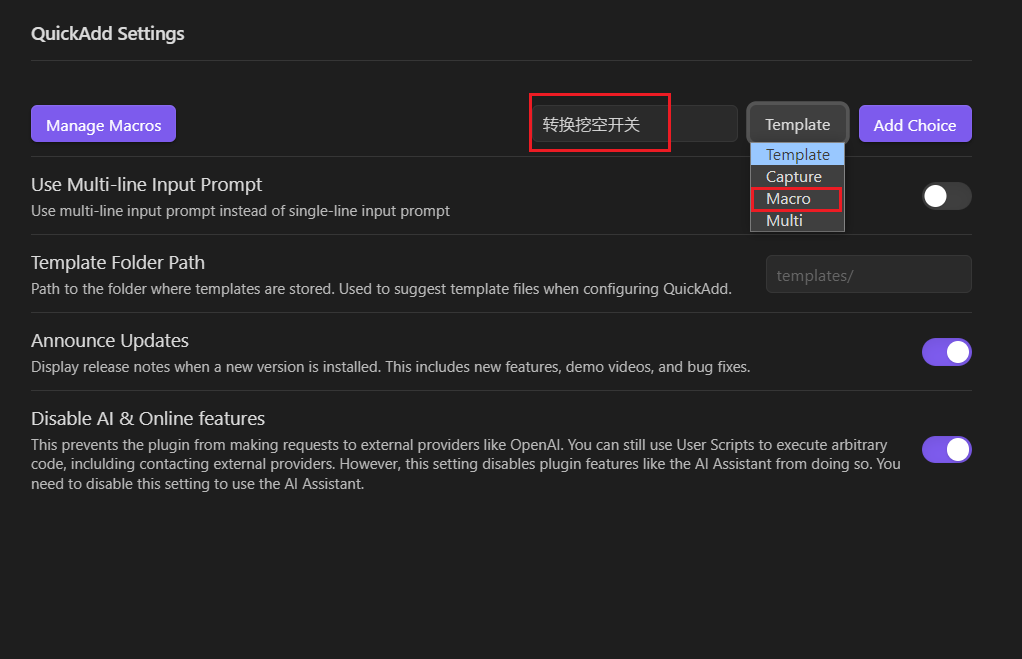 QuickAdd Settings
Manage Macros
转换挖空开关
Template
Add Choice
Template
Capture
Macro
Multi
Use Multi-line Input Prompt
Use multi-line input prompt instead of single-line input prompt
Template Folder Path
Path to the folder where templates are stored. Used to suggest template files when configuring QuickAdd.
templates/
Announce Updates
Display release notes when a new version is installed. This includes new features, demo videos, and bug fixes.
Disable AI & Online features
This prevents the plugin from making requests to external providers like OpenAI. You can still use User Scripts to execute arbitrary
code, inclulding contacting external providers. However, this setting disables plugin features like the AI Assistant from doing so. You
need to disable this setting to use the AI Assistant.